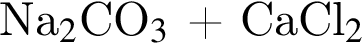 Na₂CO₃ + CaCl₂